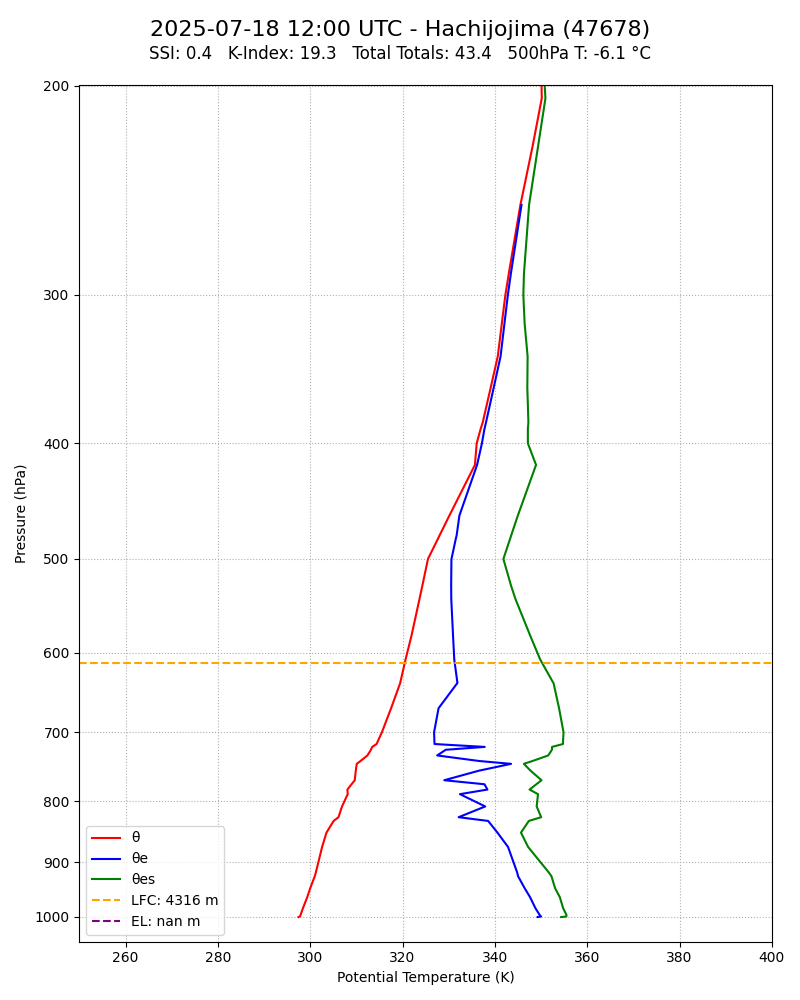 2025-07-18 12:00 UTC - Hachijojima (47678)
SSI: 0.4 K-Index: 19.3 Total Totals: 43.4 500hPa T: -6.1 °C
200
300
400
500
600
700
800
900
1000
Pressure (hPa)
θ
θe
θes
LFC: 4316 m
EL: nan m
260 280 300 320 340 360 380 400
Potential Temperature (K)